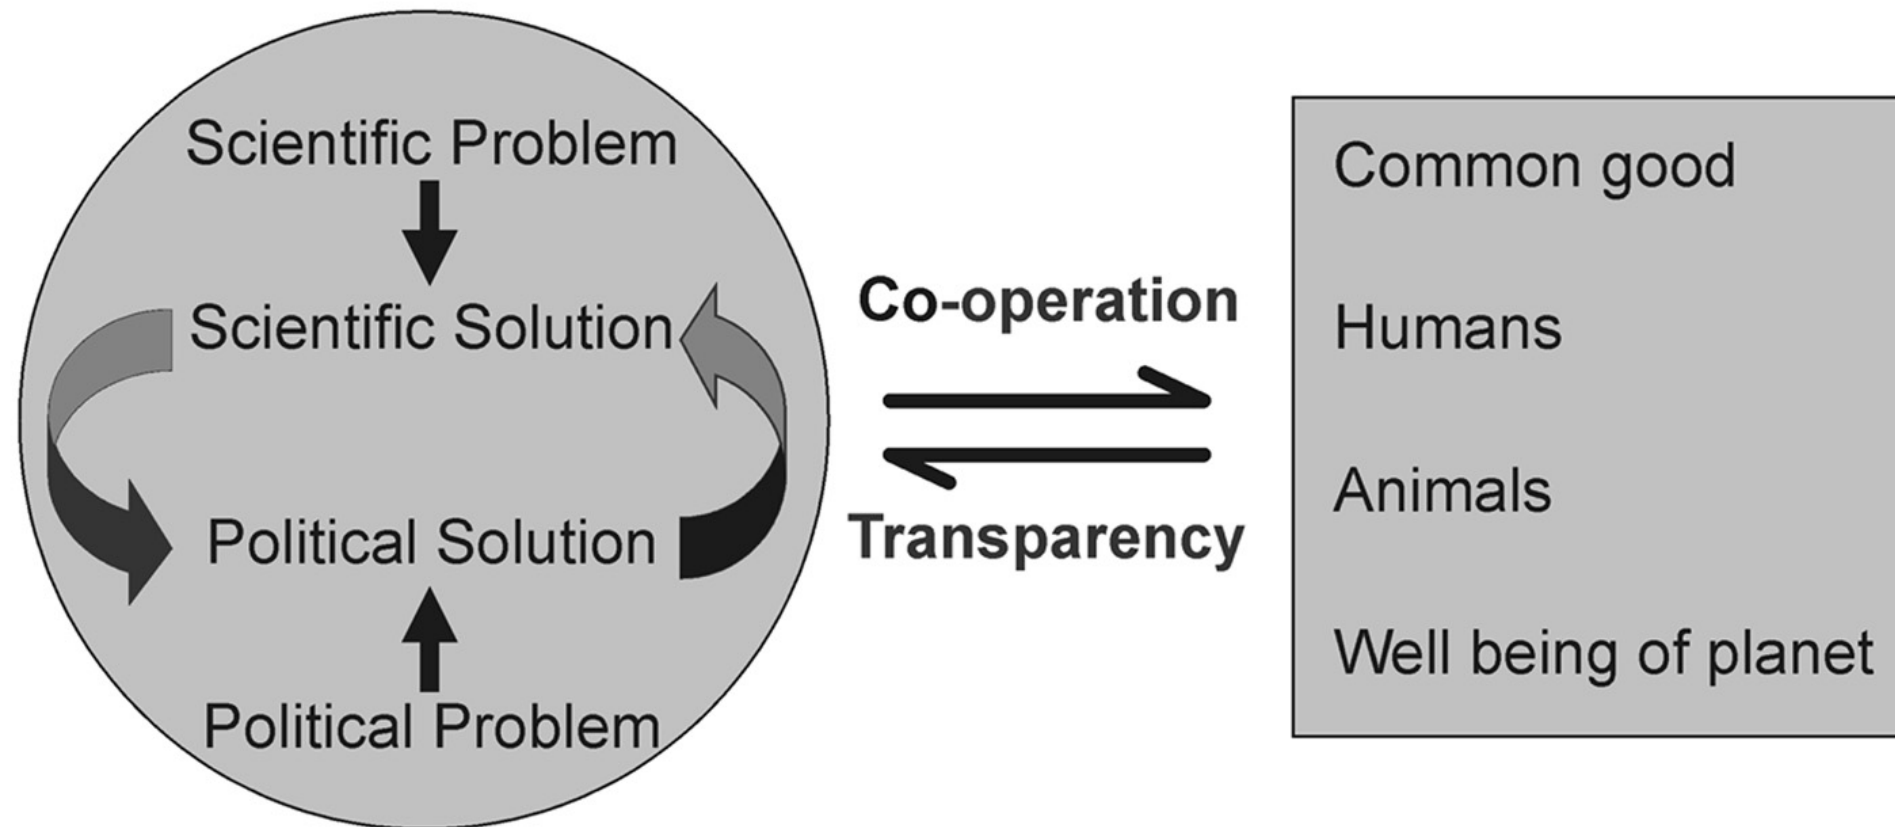 Scientific Problem
Scientific Solution
Political Solution
Political Problem
Co-operation
Transparency
Common good
Humans
Animals
Well being of planet